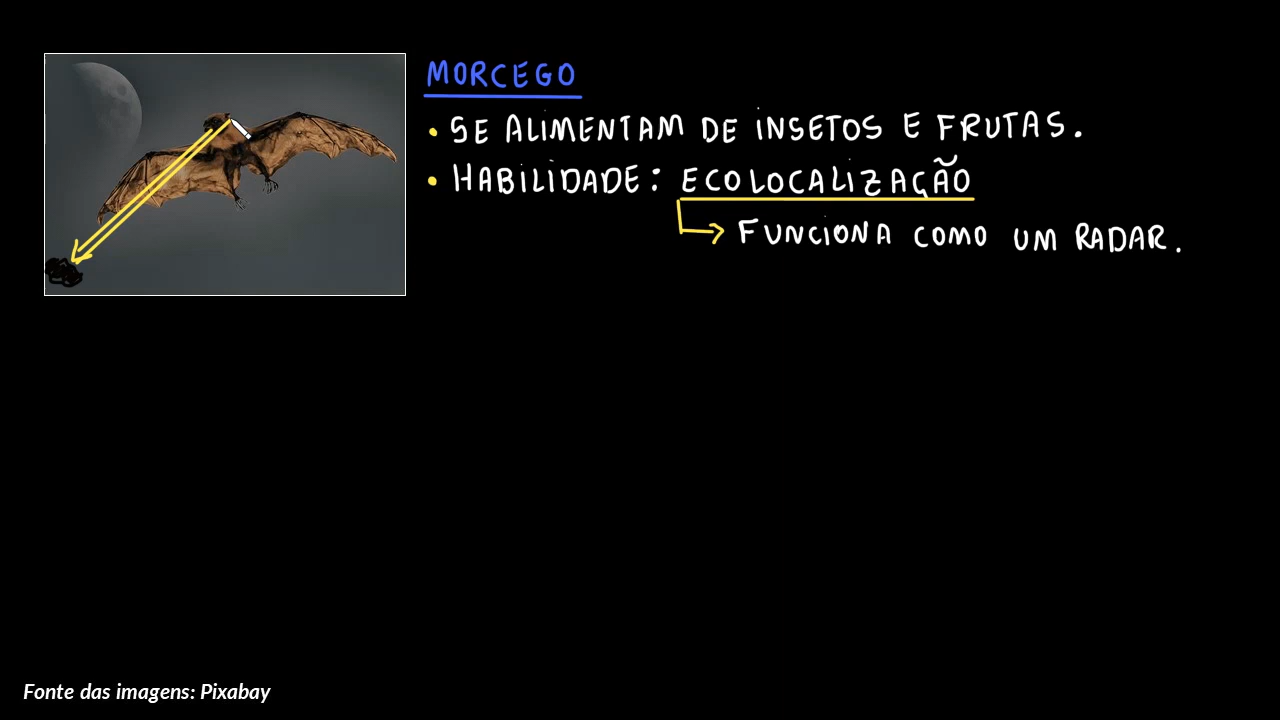 MORCEGO
• SE ALIMENTAM DE INSETOS E FRUTAS.
• HABILIDADE: ECOLOCALIZAÇÃO
FUNCIONA COMO UM RADAR.
Fonte das imagens: Pixabay